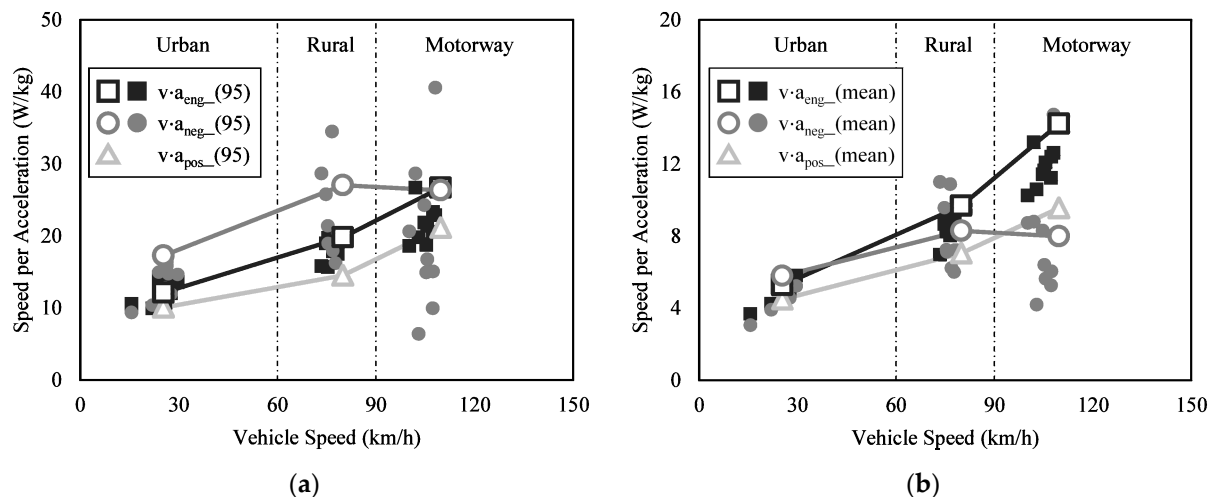 50
40
30
20
10
0
Speed per Acceleration (W/kg)
Urban
Rural
Motorway
v·a_eng_(95)
v·a_neg_(95)
v·a_pos_(95)
0
30
60
90
120
150
Vehicle Speed (km/h)
(a)
20
16
12
8
4
0
Speed per Acceleration (W/kg)
Urban
Rural
Motorway
v·a_eng_(mean)
v·a_neg_(mean)
v·a_pos_(mean)
0
30
60
90
120
150
Vehicle Speed (km/h)
(b)